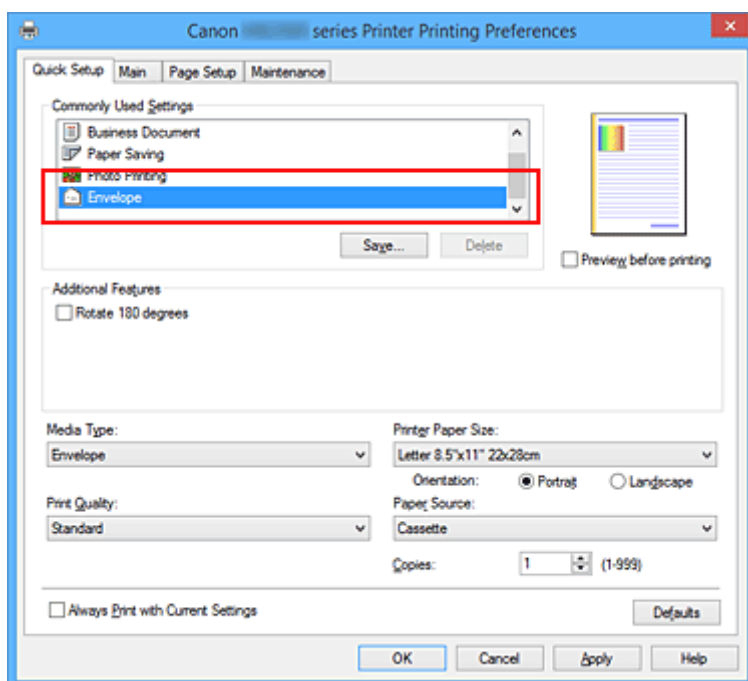 Canon series Printer Printing Preferences
Quick Setup Main Page Setup Maintenance
Commonly Used Settings
Business Document
Paper Saving
Photo Printing
Envelope
Save... Delete
Preview before printing
Additional Features
Rotate 180 degrees
Media Type: Printer Paper Size:
Envelope Letter 8.5"x11" 22x28cm
Orientation: Portrait Landscape
Print Quality: Paper Source:
Standard Cassette
Copies: 1 (1-999)
Always Print with Current Settings Defaults
OK Cancel Apply Help